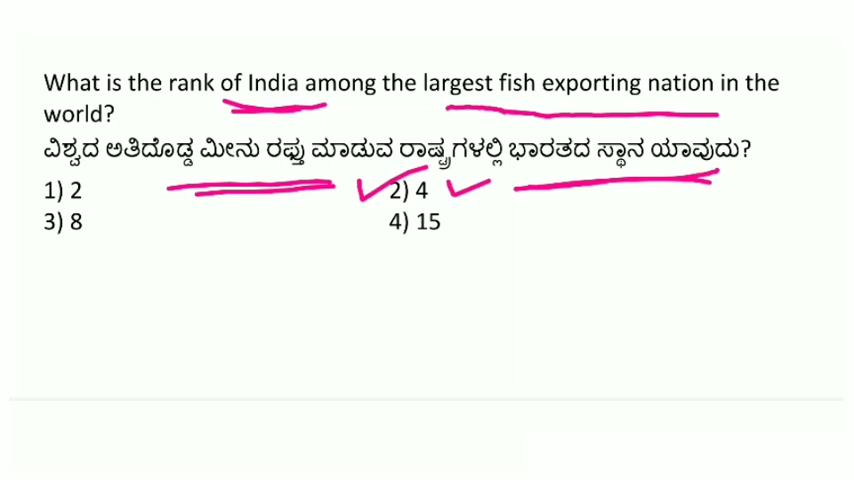 What is the rank of India among the largest fish exporting nation in the
world?
ವಿಶ್ವದ ಅತಿದೊಡ್ಡ ಮೀನು ರಫ್ತು ಮಾಡುವ ರಾಷ್ಟ್ರಗಳಲ್ಲಿ ಭಾರತದ ಸ್ಥಾನ ಯಾವುದು?
1) 2 2) 4
3) 8 4) 15